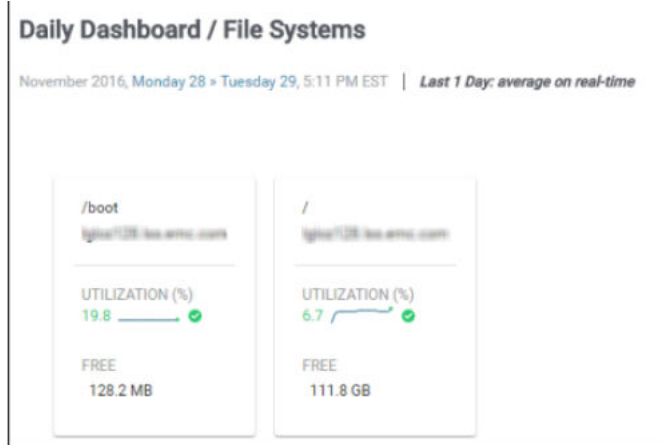 Daily Dashboard / File Systems
November 2016, Monday 28 » Tuesday 29, 5:11 PM EST | Last 1 Day: average on real-time
/boot
UTILIZATION (%)
19.8
FREE
128.2 MB
/
UTILIZATION (%)
6.7
FREE
111.8 GB